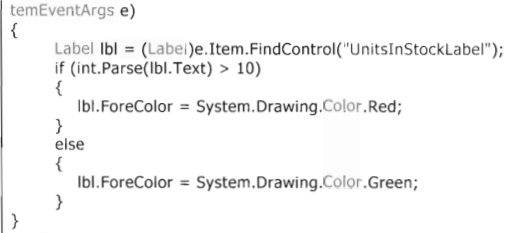 temEventArgs e)
{
Label lbl = (Label)e.Item.FindControl("UnitsInStockLabel");
if (int.Parse(lbl.Text) > 10)
{
lbl.ForeColor = System.Drawing.Color.Red;
}
else
{
lbl.ForeColor = System.Drawing.Color.Green;
}
}